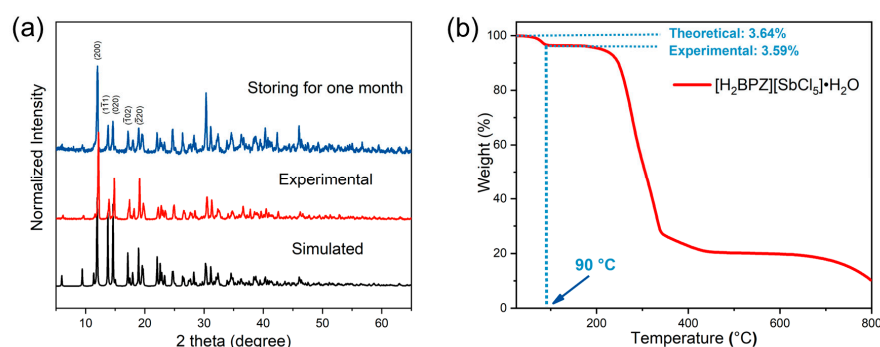 (a)
(200)
(11̄1)
(020)
(1̄02)
(2̄20)
Storing for one month
Experimental
Simulated
Normalized Intensity
10 20 30 40 50 60
2 theta (degree)
(b)
100
80
60
40
20
0
Theoretical: 3.64%
Experimental: 3.59%
[H₂BPZ][SbCl₅]•H₂O
90 °C
Weight (%)
200 400 600 800
Temperature (°C)